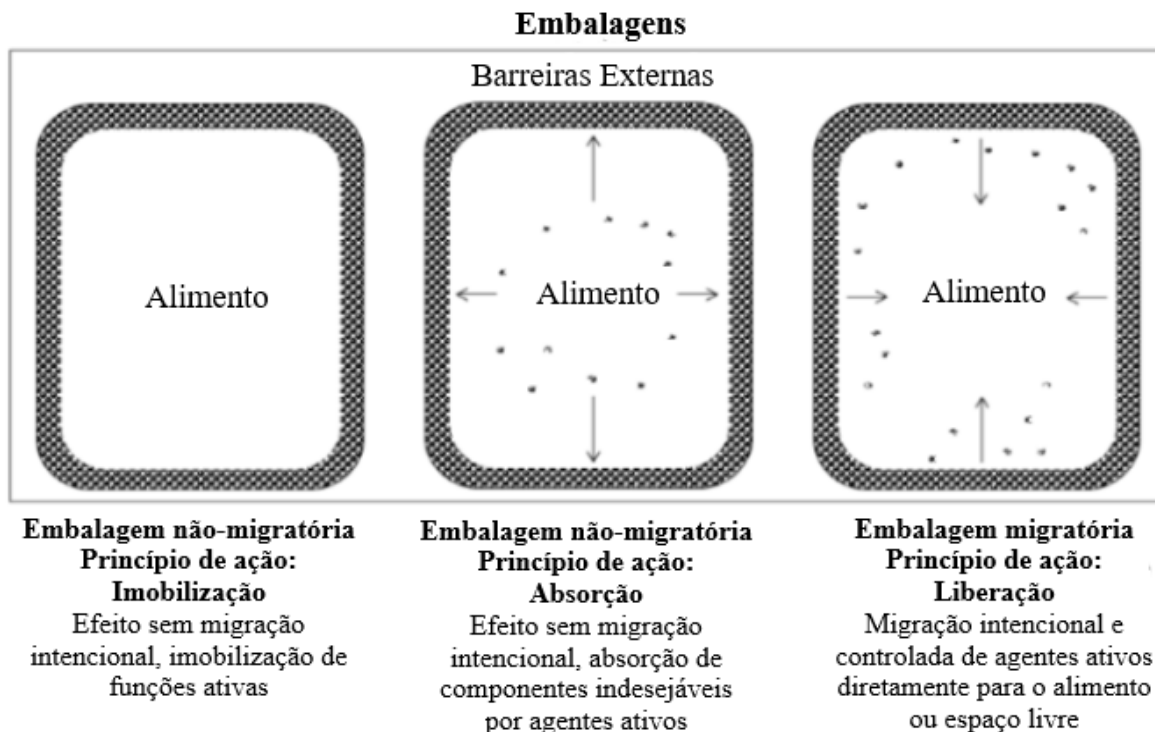 Embalagens
Barreiras Externas
Alimento
Alimento
Alimento
Embalagem não-migratória
Princípio de ação:
Imobilização
Efeito sem migração
intencional, imobilização de
funções ativas
Embalagem não-migratória
Princípio de ação:
Absorção
Efeito sem migração
intencional, absorção de
componentes indesejáveis
por agentes ativos
Embalagem migratória
Princípio de ação:
Liberação
Migração intencional e
controlada de agentes ativos
diretamente para o alimento
ou espaço livre